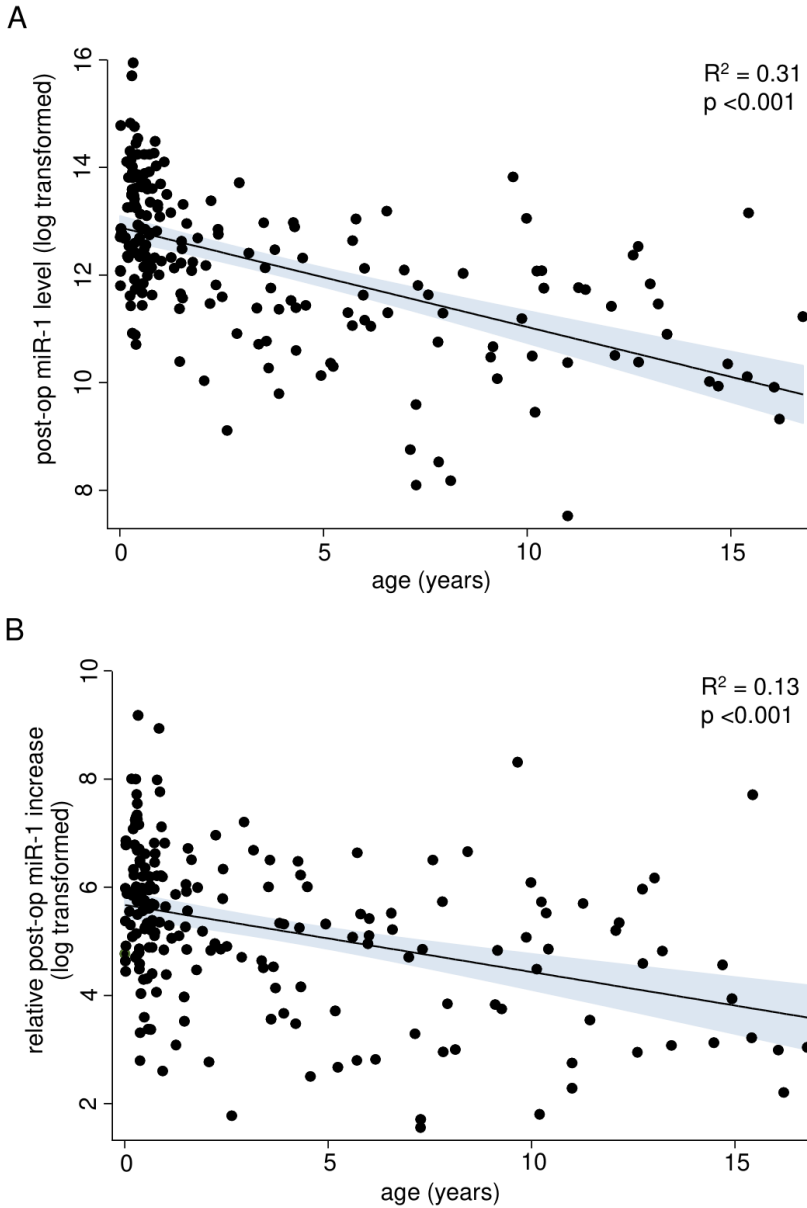 A
post-op miR-1 level (log transformed)
16
14
12
10
8
R² = 0.31
p <0.001
0 5 10 15
age (years)
B
relative post-op miR-1 increase
(log transformed)
10
8
6
4
2
R² = 0.13
p <0.001
0 5 10 15
age (years)